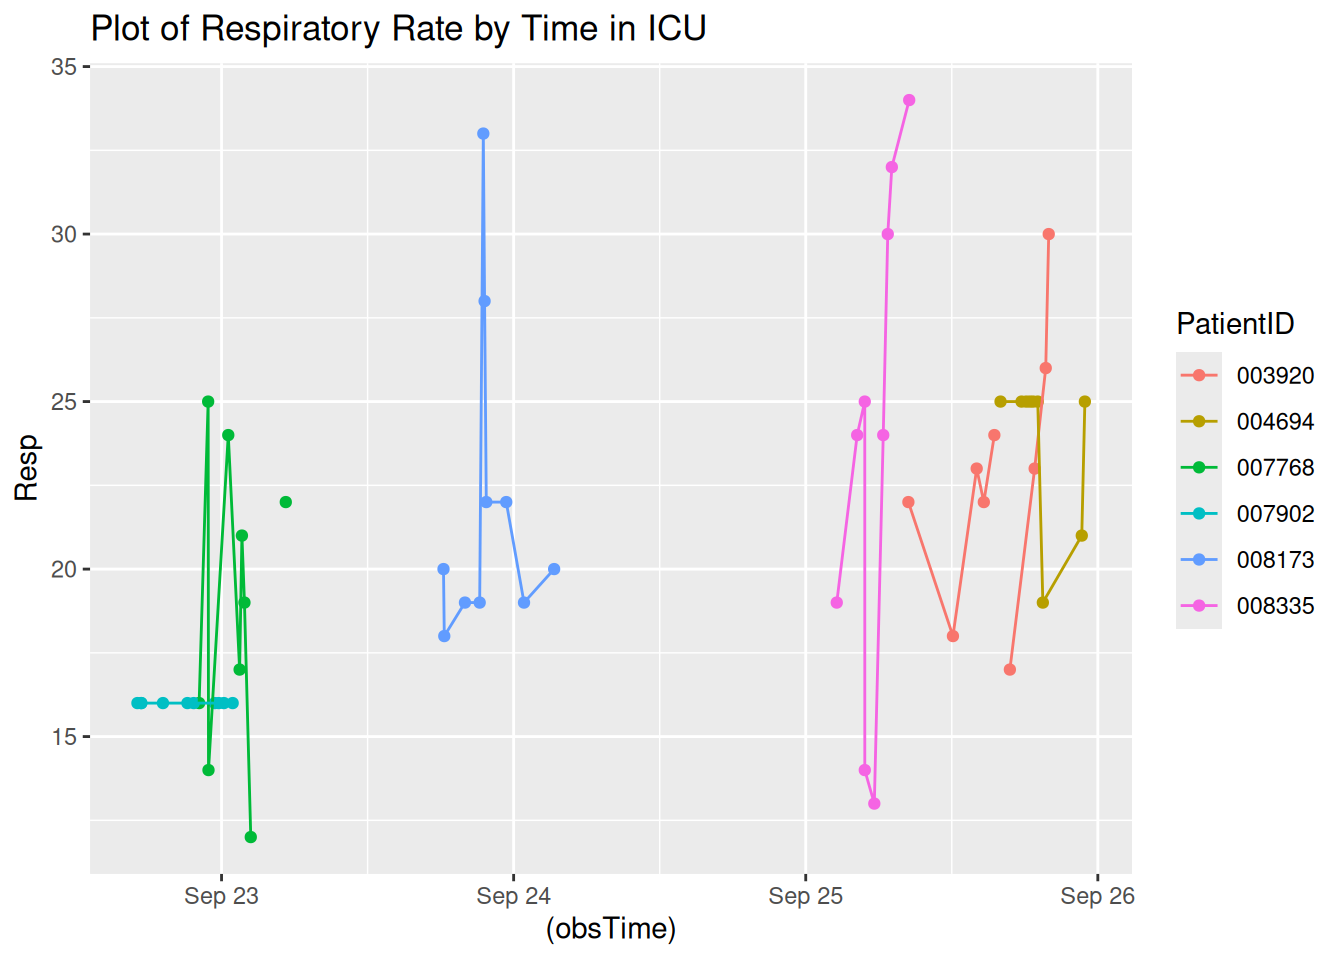 Plot of Respiratory Rate by Time in ICU
35
30
25
20
15
Resp
Sep 23
Sep 24
Sep 25
Sep 26
(obsTime)
PatientID
003920
004694
007768
007902
008173
008335